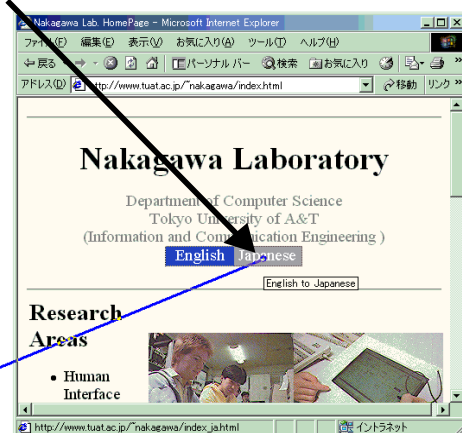 Nakagawa Lab. HomePage - Microsoft Internet Explorer
ファイル(F) 編集(E) 表示(V) お気に入り(A) ツール(T) ヘルプ(H)
戻る パーソナル バー 検索 お気に入り »
アドレス(D) http://www.tuat.ac.jp/~nakagawa/index.html 移動 リンク »
Nakagawa Laboratory
Department of Computer Science
Tokyo University of A&T
(Information and Communication Engineering )
English Japanese
English to Japanese
Research
Areas
• Human
Interface
http://www.tuat.ac.jp/~nakagawa/index_ja.html イントラネット